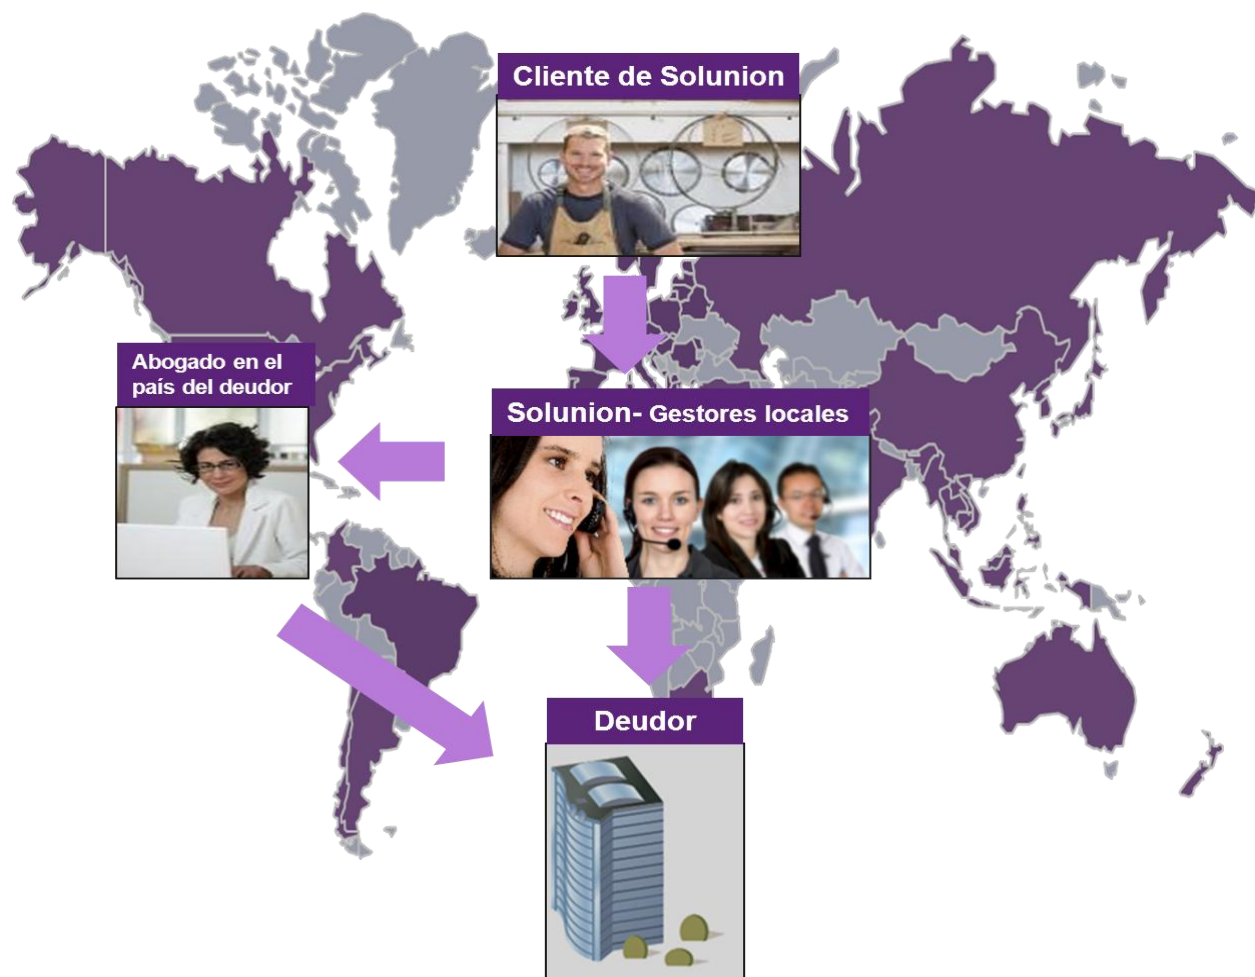 Cliente de Solunion
Abogado en el
país del deudor
Solunion- Gestores locales
Deudor